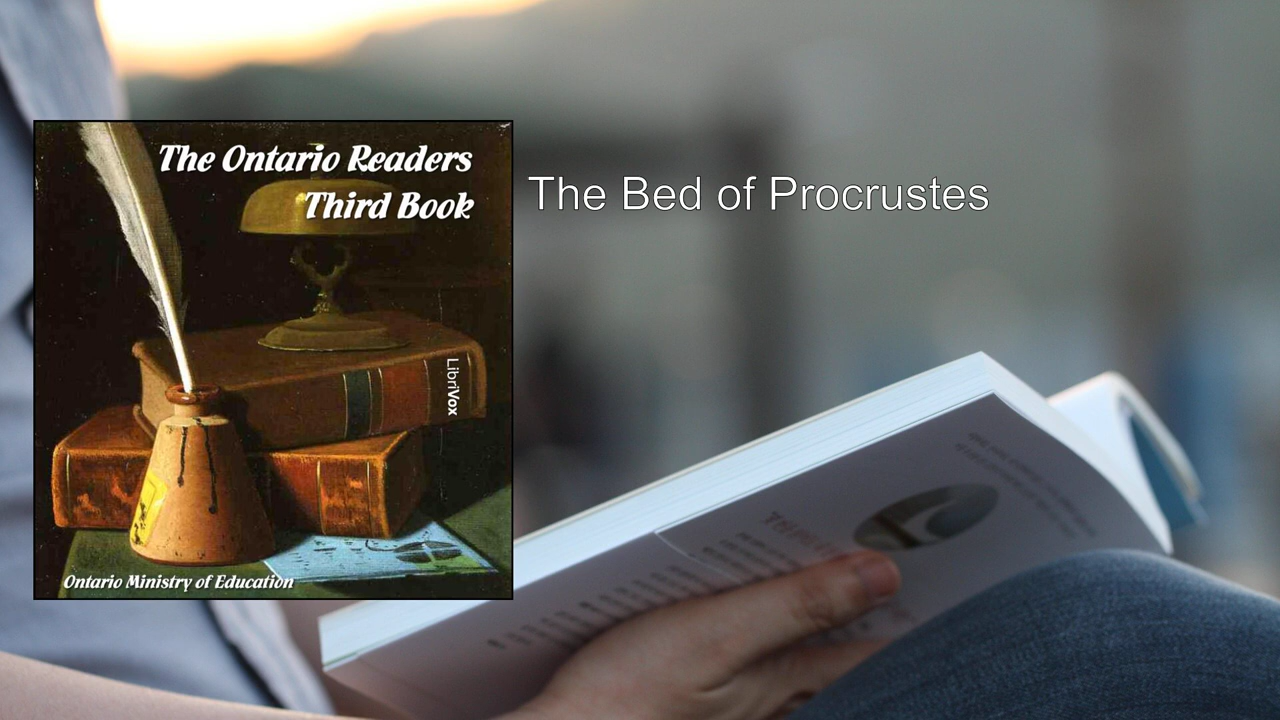 The Ontario Readers
Third Book
LibriVox
Ontario Ministry of Education
The Bed of Procrustes